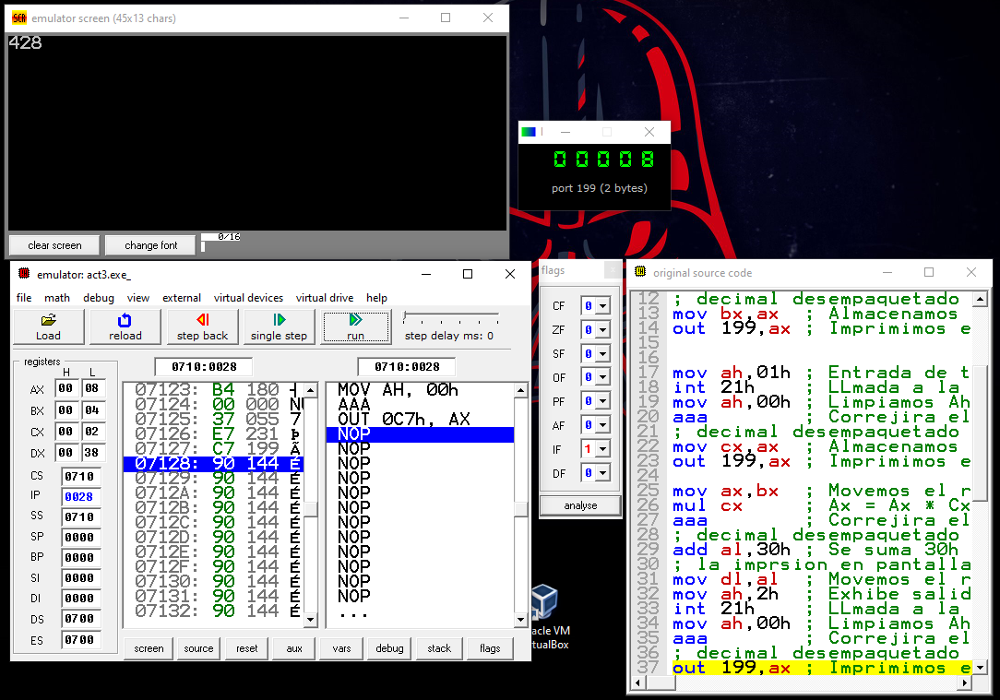 emulator screen (45x13 chars)
428
clear screen
change font
0/16
00008
port 199 (2 bytes)
emulator: act3.exe_
file math debug view external virtual devices virtual drive help
Load
reload
step back
single step
run
step delay ms: 0
registers
H L
AX 00 08
BX 00 04
CX 00 02
DX 00 38
CS 0710
IP 0028
SS 0710
SP 0000
BP 0000
SI 0000
DI 0000
DS 0700
ES 0700
0710:0028
0710:0028
07123: B4 180 ┤
07124: 00 000 NU
07125: 37 055 7
07126: E7 231 þ
07127: C7 199 Ã
07128: 90 144 É
07129: 90 144 É
0712A: 90 144 É
0712B: 90 144 É
0712C: 90 144 É
0712D: 90 144 É
0712E: 90 144 É
0712F: 90 144 É
07130: 90 144 É
07131: 90 144 É
07132: 90 144 É
MOV AH, 00h
AAA
OUT 0C7h, AX
NOP
NOP
NOP
NOP
NOP
NOP
NOP
NOP
NOP
NOP
NOP
NOP
...
screen
source
reset
aux
vars
debug
stack
flags
flags
CF 0
ZF 0
SF 0
OF 0
PF 0
AF 0
IF 1
DF 0
analyse
acle VM
tualBox
original source code
12 ; decimal desempaquetado
13 mov bx,ax ; Almacenamos
14 out 199,ax ; Imprimimos e
15
16
17 mov ah,01h ; Entrada de t
18 int 21h ; LLmada a la
19 mov ah,00h ; Limpiamos Ah
20 aaa ; Correjira el
21 ; decimal desempaquetado
22 mov cx,ax ; Almacenamos
23 out 199,ax ; Imprimimos e
24
25 mov ax,bx ; Movemos el r
26 mul cx ; Ax = Ax * Cx
27 aaa ; Correjira el
28 ; decimal desempaquetado
29 add al,30h ; Se suma 30h
30 ; la imprsion en pantalla
31 mov dl,al ; Movemos el r
32 mov ah,2h ; Exhibe salid
33 int 21h ; LLmada a la
34 mov ah,00h ; Limpiamos Ah
35 aaa ; Correjira el
36 ; decimal desempaquetado
37 out 199,ax ; Imprimimos e